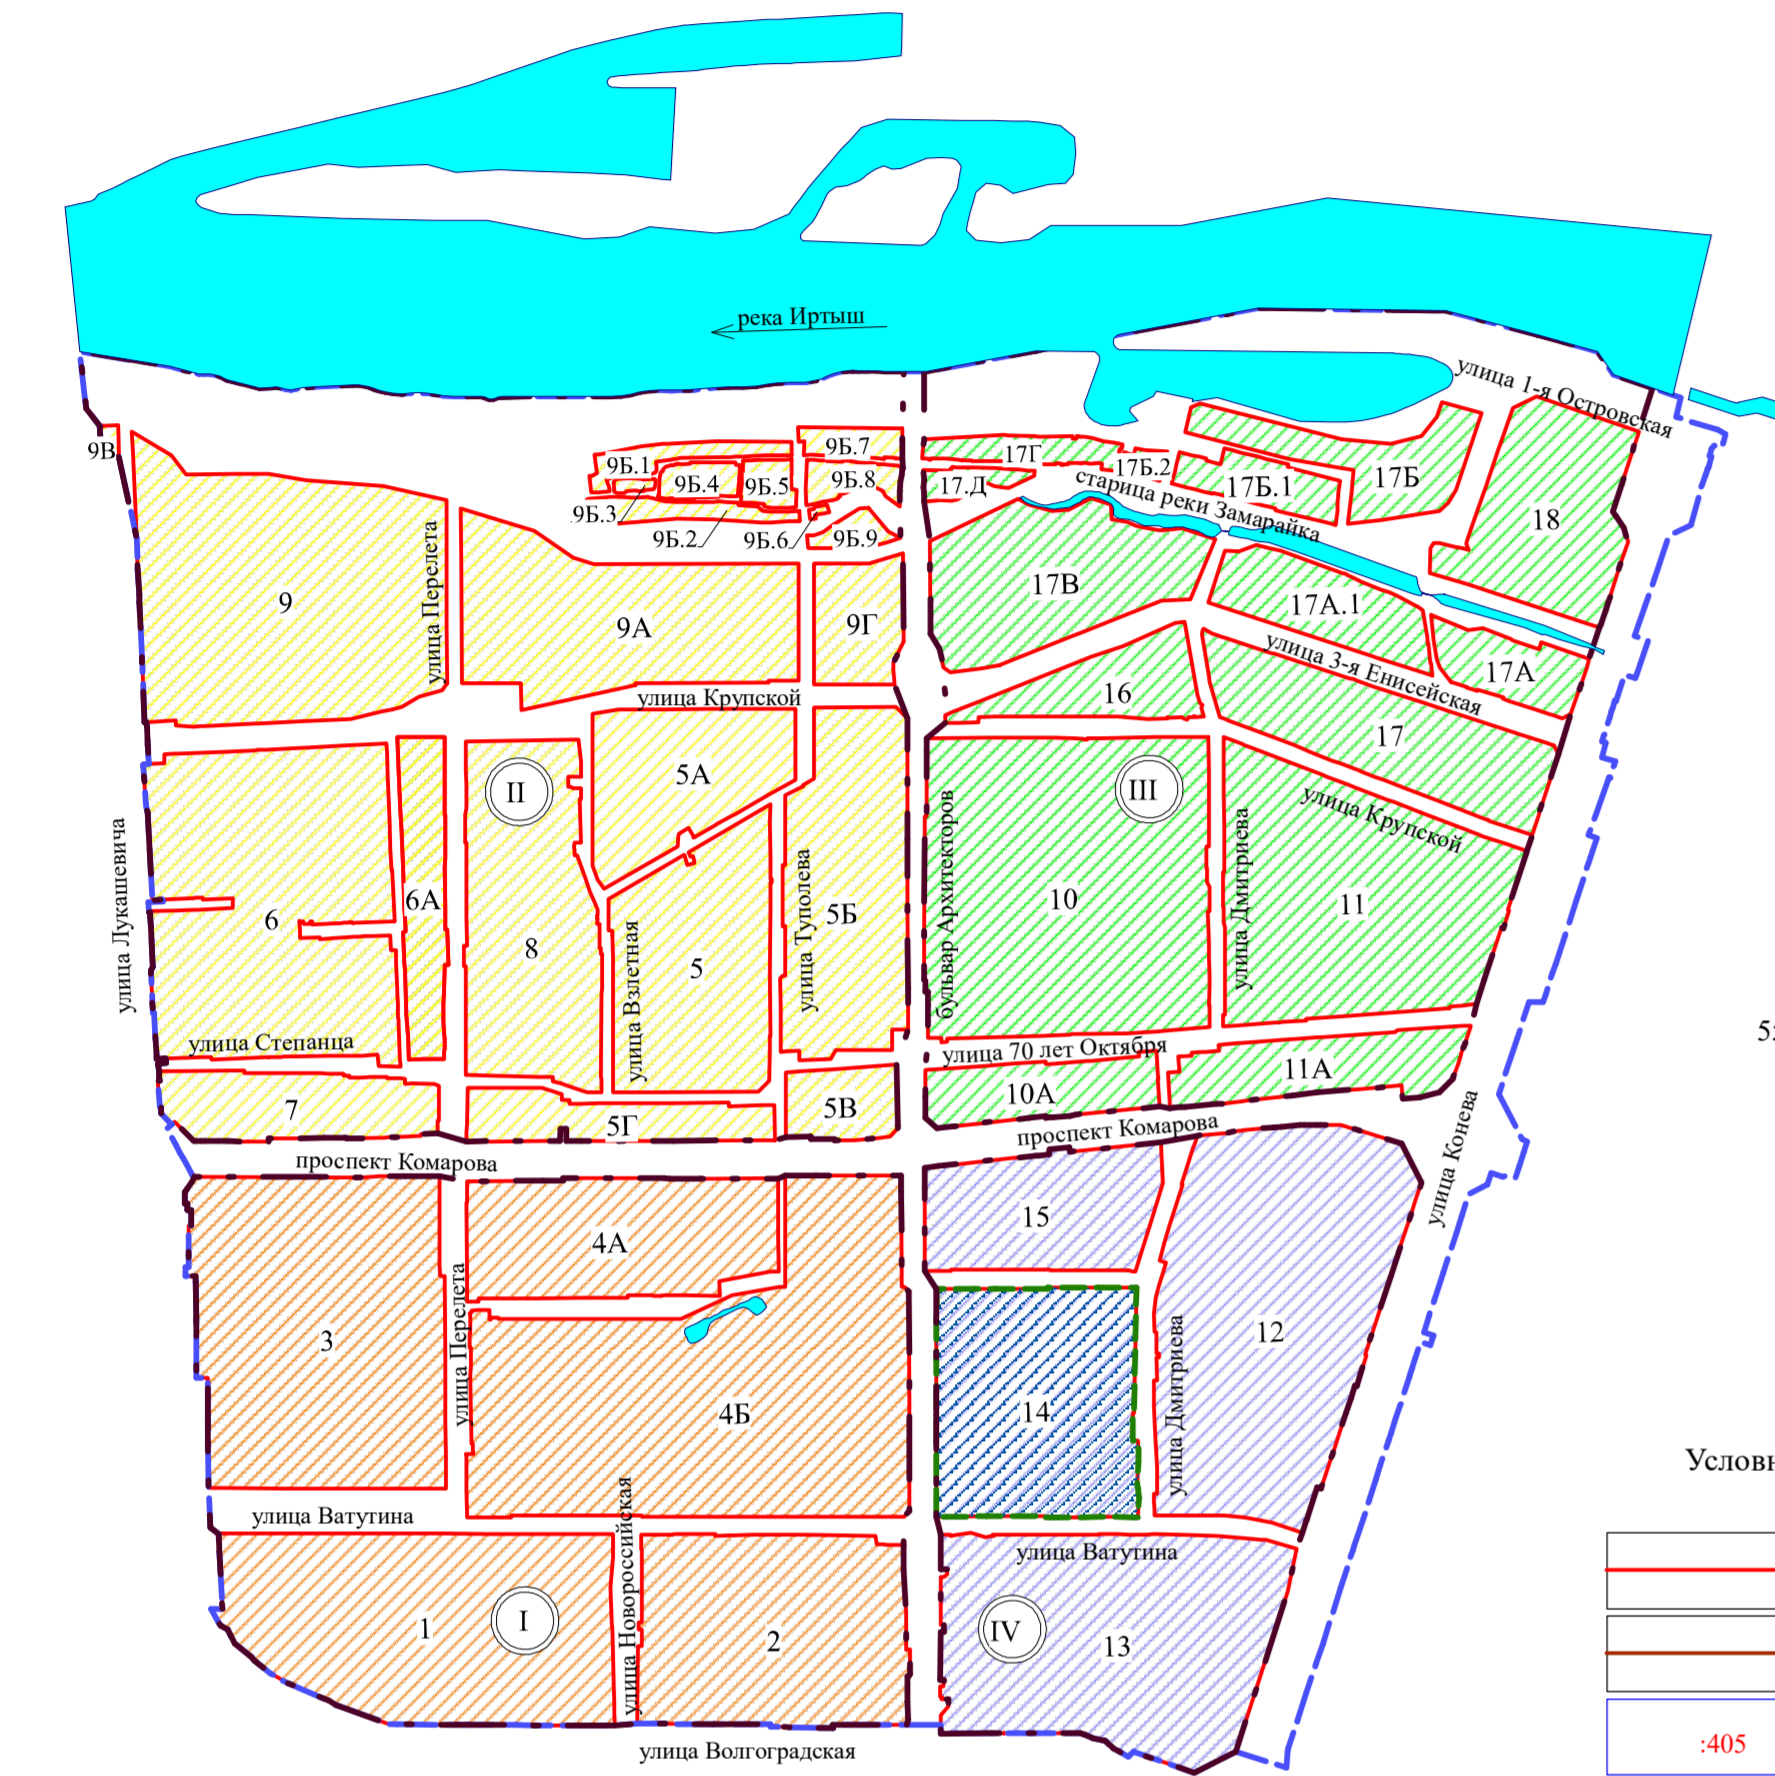 река Иртыш
улица 1-я Островская
9В
9Б.1
9Б.4
9Б.5
9Б.7
9Б.8
9Б.3
9Б.2
9Б.6
9Б.9
17Г
17.Д
17Б.2
17Б.1
17Б
18
старица реки Замарайка
9
улица Перелета
9А
9Г
17В
17А.1
17А
улица 3-я Енисейская
улица Крупской
16
17
II
5А
III
улица Крупской
улица Лукашевича
6
6А
8
улица Взлетная
5
улица Туполева
5Б
бульвар Архитекторов
10
улица Дмитриева
11
улица Степанца
улица 70 лет Октября
7
5Г
5В
10А
11А
проспект Комарова
проспект Комарова
улица Конева
3
4А
улица Перелета
4Б
15
14
улица Дмитриева
12
Условн
улица Ватутина
улица Ватутина
1
I
улица Новороссийская
2
IV
13
:405
улица Волгоградская